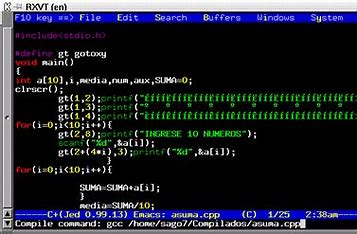 RXVT (en)
F10 key ==> File Edit Search Buffers Windows System
#include<stdio.h>
#define gt gotoxy
void main()
{
int a[10],i,media,num,aux,SUMA=0;
clrscr();
gt(1,2);printf("
gt(1,3);printf("
gt(1,4);printf("
for(i=0;i<10;i++){
gt(2,8);printf("INGRESE 10 NUMEROS");
scanf("%d",&a[i]);
gt(2+(4*i),3);printf("%d",&a[i]);
}
for(i=0;i<10;i++){
SUMA=SUMA+a[i];
}
media=SUMA/10;
------C+(Jed 0.99.13) Emacs: asuma.cpp (C) 1/25 2:38am
Compile command: gcc /home/sago7/Compilados/asuma.cpp